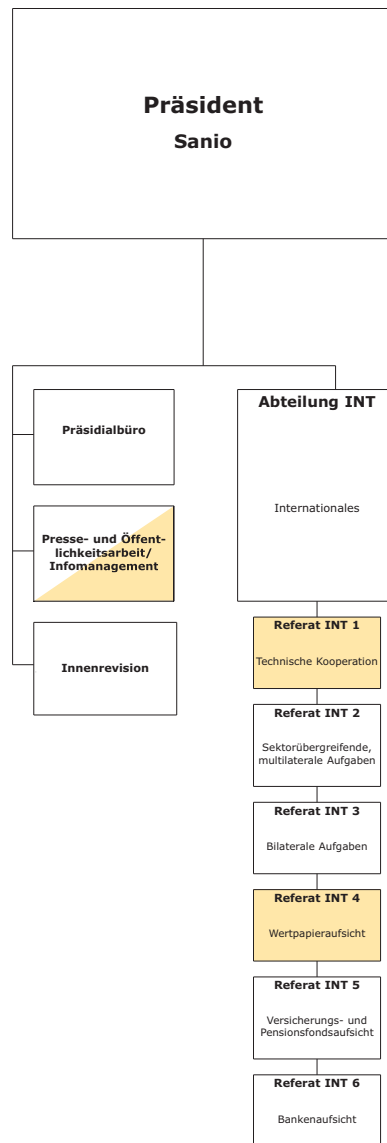 Präsident
Sanio
Präsidialbüro
Presse- und Öffent-
lichkeitsarbeit/
Infomanagement
Innenrevision
Abteilung INT
Internationales
Referat INT 1
Technische Kooperation
Referat INT 2
Sektorübergreifende,
multilaterale Aufgaben
Referat INT 3
Bilaterale Aufgaben
Referat INT 4
Wertpapieraufsicht
Referat INT 5
Versicherungs- und
Pensionsfondsaufsicht
Referat INT 6
Bankenaufsicht